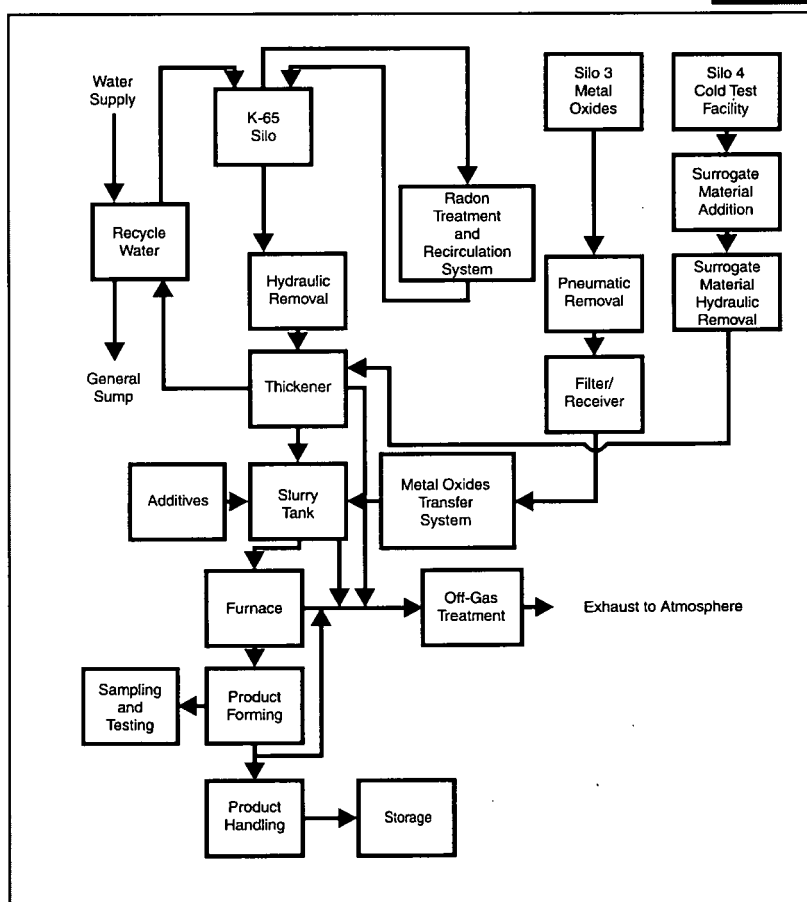 Water
Supply
K-65
Silo
Silo 3
Metal
Oxides
Silo 4
Cold Test
Facility
Recycle
Water
Radon
Treatment
and
Recirculation
System
Surrogate
Material
Addition
Hydraulic
Removal
Pneumatic
Removal
Surrogate
Material
Hydraulic
Removal
General
Sump
Thickener
Filter/
Receiver
Additives
Slurry
Tank
Metal Oxides
Transfer
System
Furnace
Off-Gas
Treatment
Exhaust to Atmosphere
Sampling
and
Testing
Product
Forming
Product
Handling
Storage